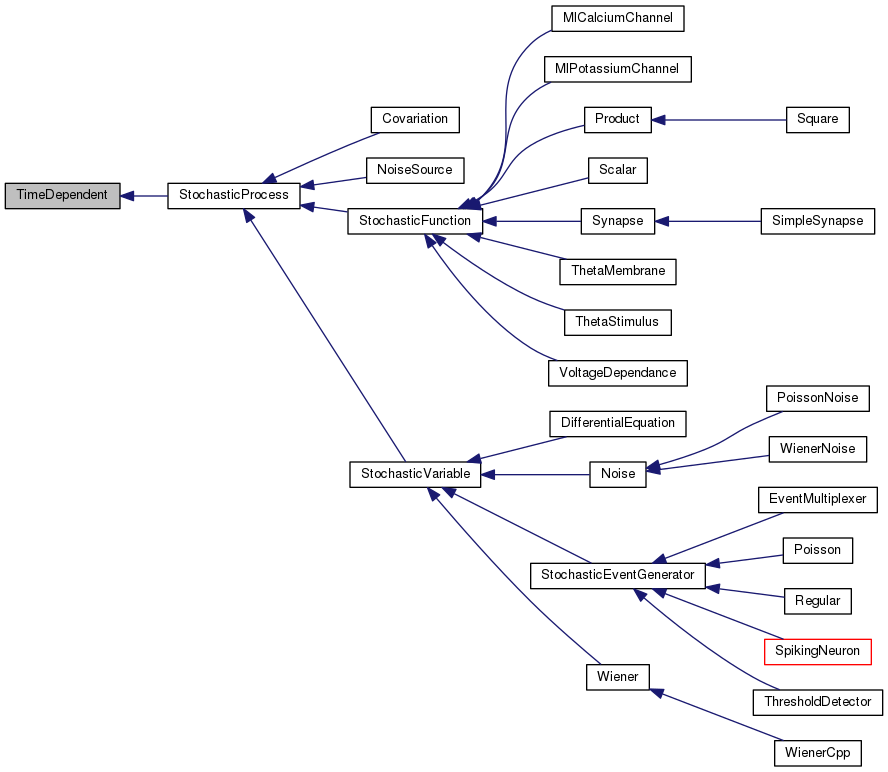 MlCalciumChannel
MlPotassiumChannel
Covariation
Product
Square
NoiseSource
Scalar
TimeDependent
StochasticProcess
StochasticFunction
Synapse
SimpleSynapse
ThetaMembrane
ThetaStimulus
VoltageDependance
PoissonNoise
DifferentialEquation
WienerNoise
StochasticVariable
Noise
EventMultiplexer
Poisson
StochasticEventGenerator
Regular
SpikingNeuron
Wiener
ThresholdDetector
WienerCpp